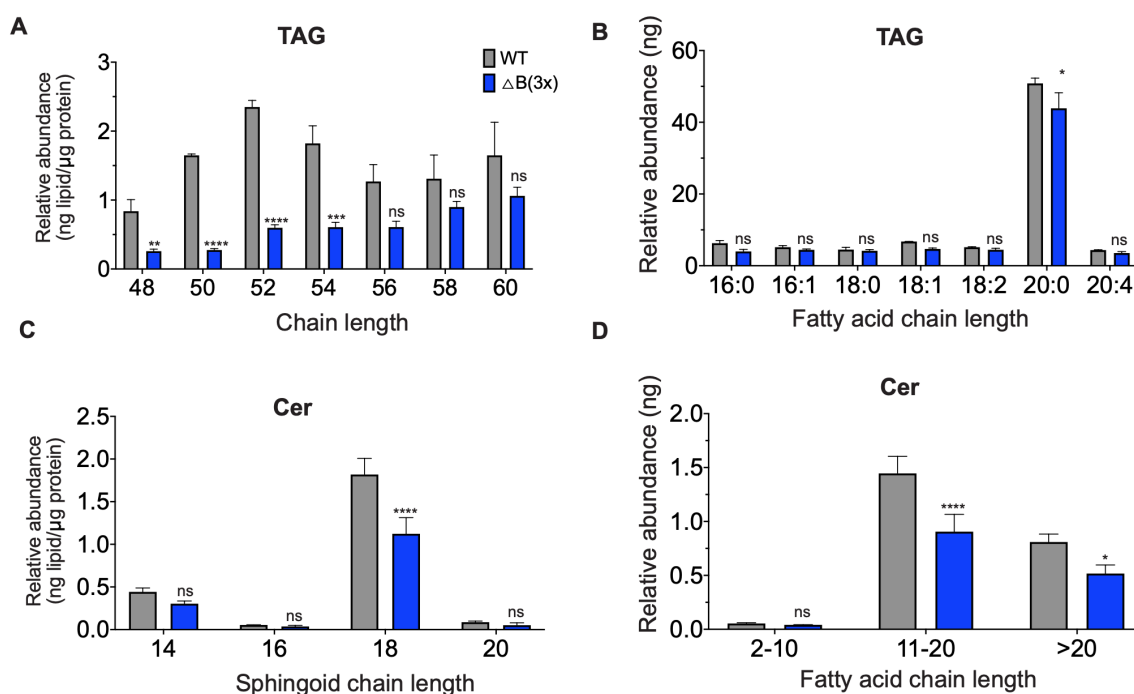 A
TAG
WT
△B(3x)
Relative abundance
(ng lipid/µg protein)
3
2
1
0
** **** **** *** ns ns ns
48 50 52 54 56 58 60
Chain length
B
TAG
Relative abundance (ng)
60
40
20
0
ns ns ns ns ns * ns
16:0 16:1 18:0 18:1 18:2 20:0 20:4
Fatty acid chain length
C
Cer
Relative abundance
(ng lipid/µg protein)
2.5
2.0
1.5
1.0
0.5
0.0
ns ns **** ns
14 16 18 20
Sphingoid chain length
D
Cer
Relative abundance (ng)
2.0
1.5
1.0
0.5
0.0
ns **** *
2-10 11-20 >20
Fatty acid chain length